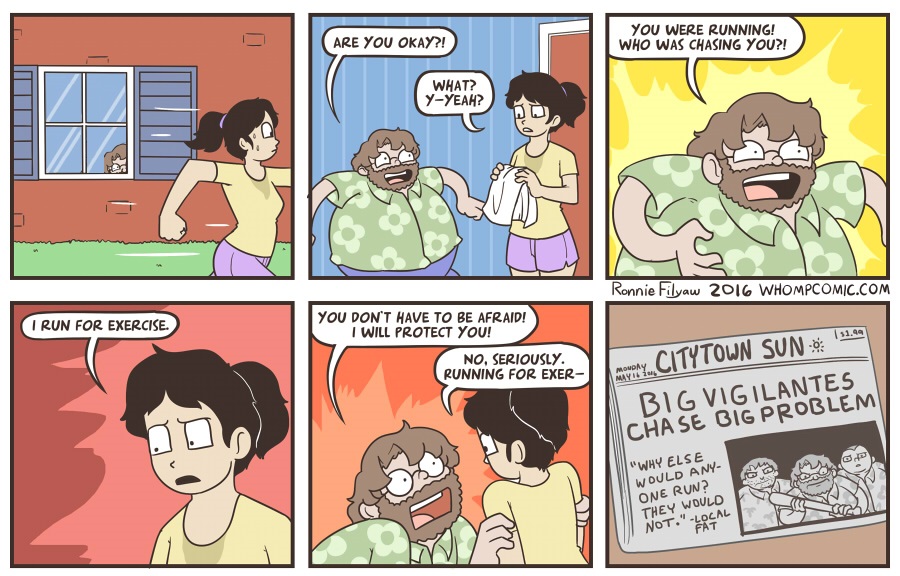 ARE YOU OKAY?!
WHAT?
Y-YEAH?
YOU WERE RUNNING!
WHO WAS CHASING YOU?!
Ronnie Filyaw 2016 WHOMPCOMIC.COM
I RUN FOR EXERCISE.
YOU DON'T HAVE TO BE AFRAID!
I WILL PROTECT YOU!
NO, SERIOUSLY.
RUNNING FOR EXER-
MONDAY
MAY 16 2016
CITYTOWN SUN
$1.99
BIG VIGILANTES
CHASE BIG PROBLEM
"WHY ELSE
WOULD ANY-
ONE RUN?
THEY WOULD
NOT." -LOCAL
FAT